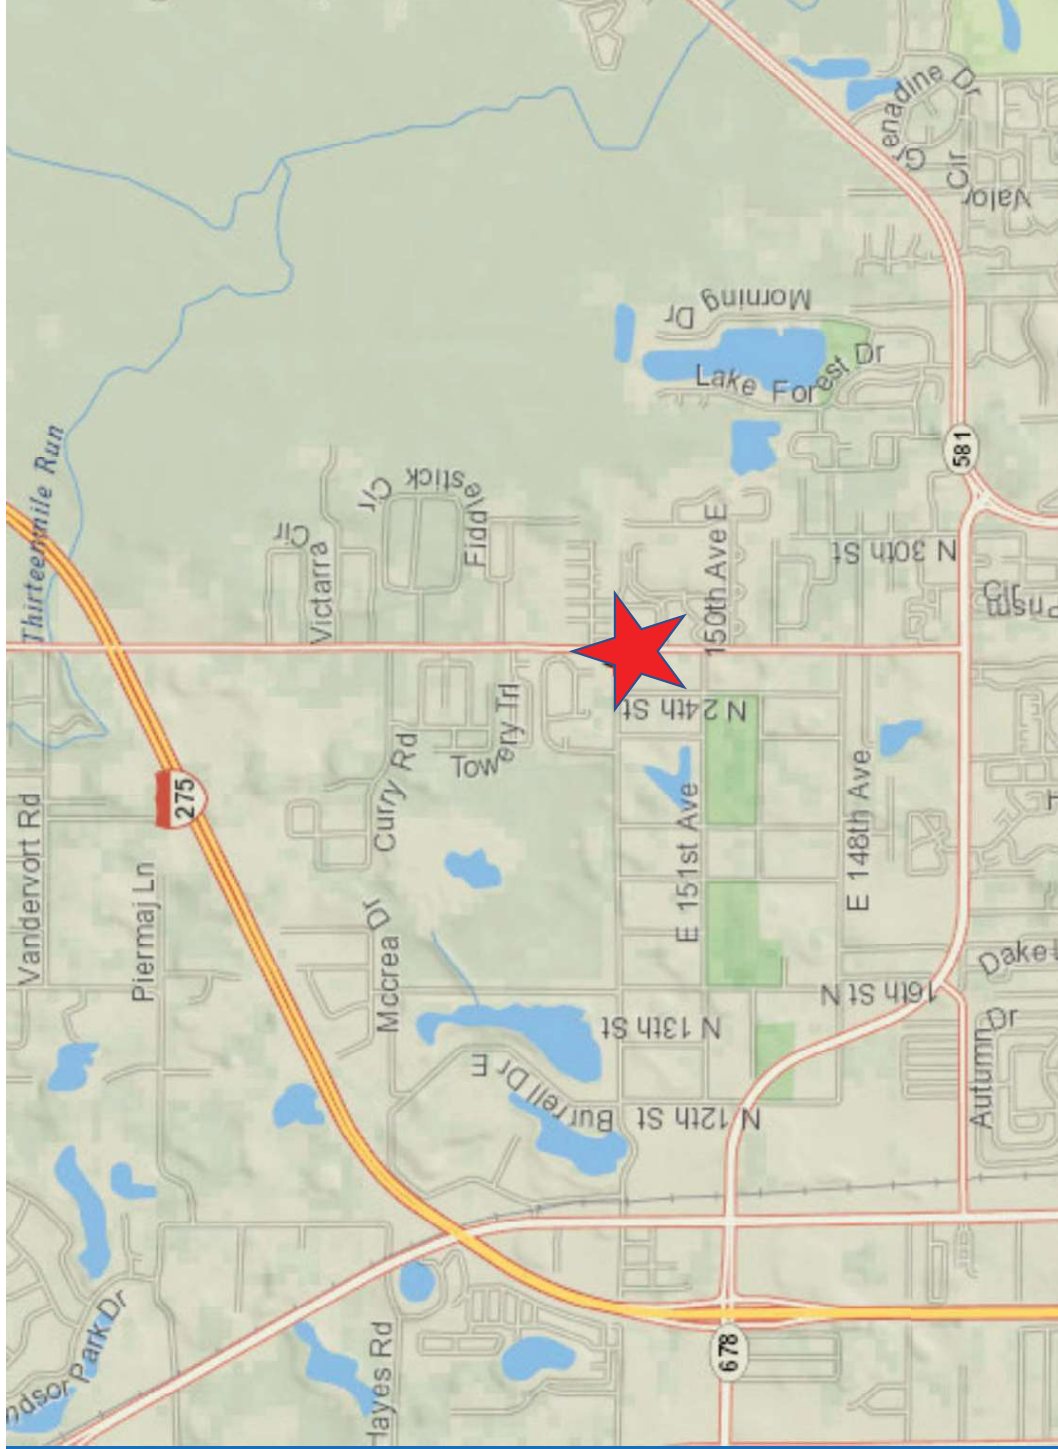 Grenadine Dr
Valor Cir
Morning Dr
Lake Forest Dr
581
Thirteenmile Run
Fiddlestick Cir
Victarra Cir
150th Ave E
N 30th St
N 24th St
Towery Trl
Curry Rd
275
Vandervort Rd
Piermaj Ln
E 151st Ave
E 148th Ave
Mccrea Dr
16th St N
N 13th St
Burrell Dr E
N 12th St
Autumn Dr
Park Dr
Hayes Rd
678